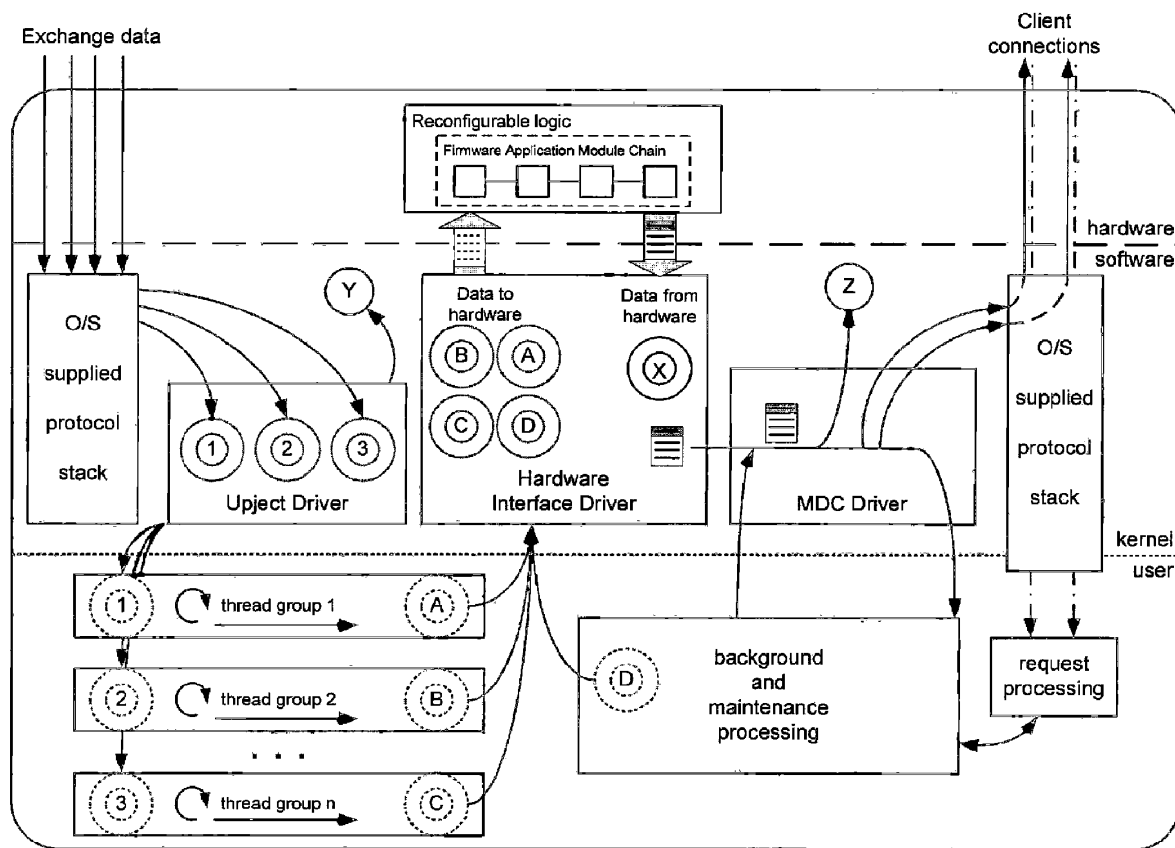 Exchange data
Client
connections
Reconfigurable logic
Firmware Application Module Chain
hardware
software
O/S
supplied
protocol
stack
Y
1
2
3
Upject Driver
Data to
hardware
B
A
C
D
Data from
hardware
X
Hardware
Interface Driver
Z
MDC Driver
O/S
supplied
protocol
stack
kernel
user
1
thread group 1
A
2
thread group 2
B
. . .
3
thread group n
C
D
background
and
maintenance
processing
request
processing